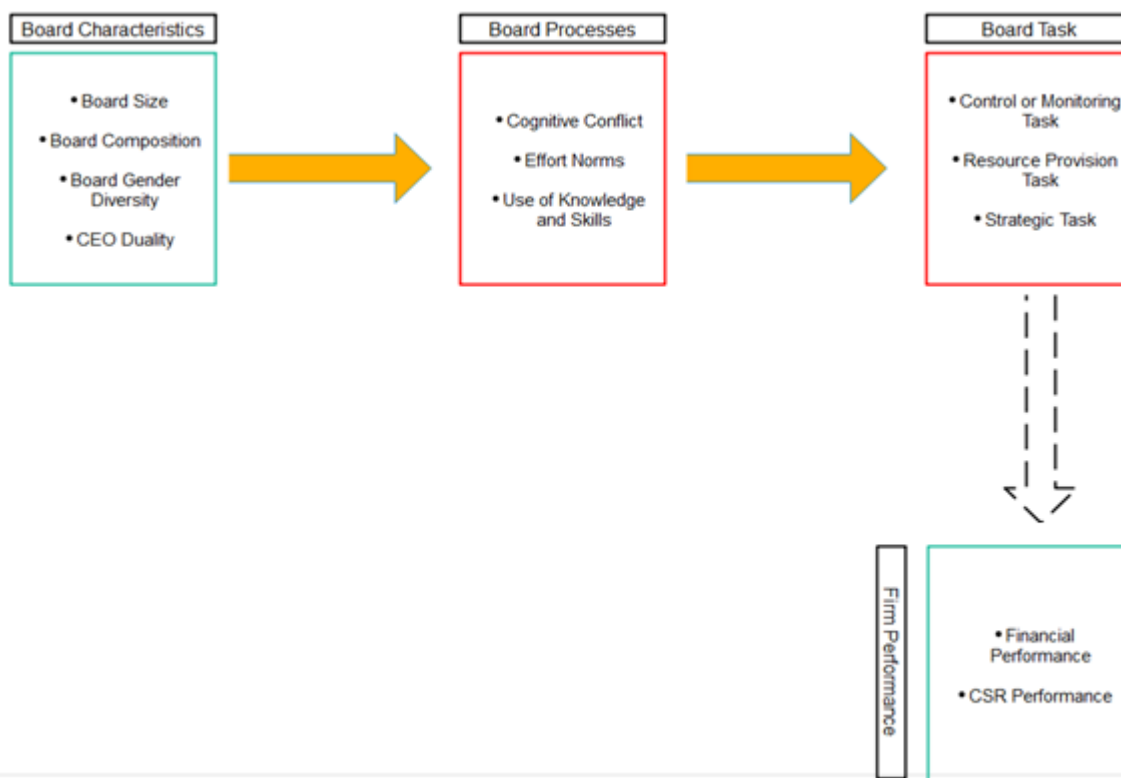 Board Characteristics
• Board Size
• Board Composition
• Board Gender
Diversity
• CEO Duality
Board Processes
• Cognitive Conflict
• Effort Norms
• Use of Knowledge
and Skills
Board Task
• Control or Monitoring
Task
• Resource Provision
Task
• Strategic Task
Firm Performance
• Financial
Performance
• CSR Performance